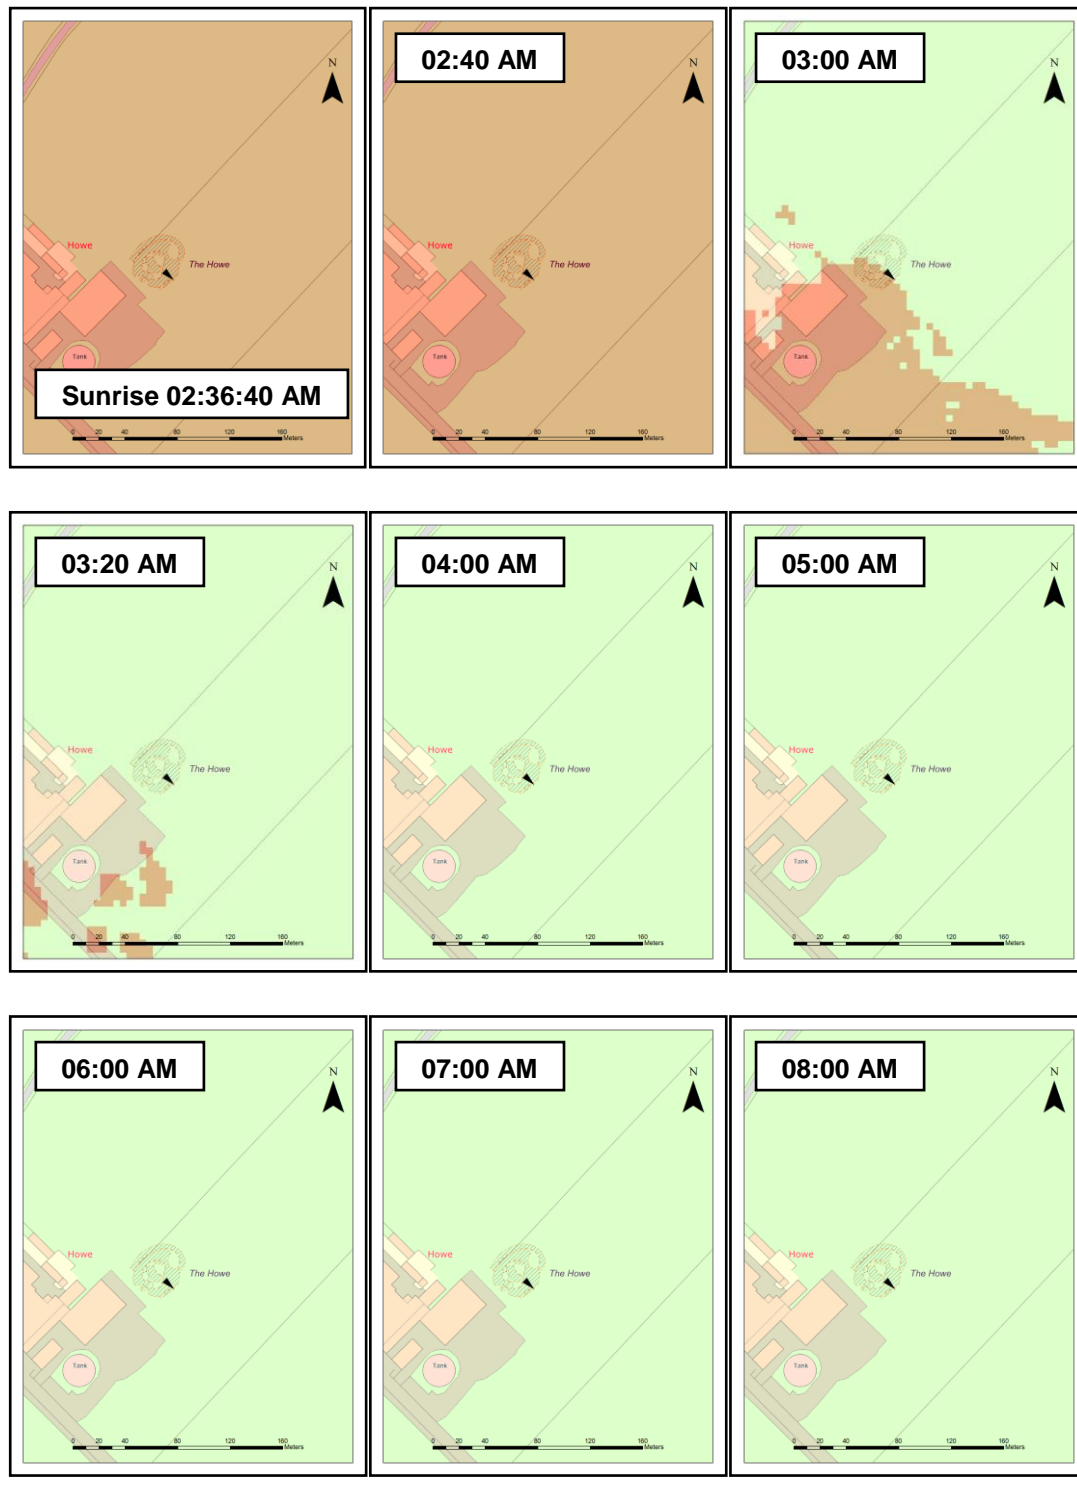 N
Howe
The Howe
Tank
Sunrise 02:36:40 AM
0 20 40 80 120 160
Meters
02:40 AM
N
Howe
The Howe
Tank
0 20 40 80 120 160
Meters
03:00 AM
N
Howe
The Howe
Tank
0 20 40 80 120 160
Meters
03:20 AM
N
Howe
The Howe
Tank
0 20 40 80 120 160
Meters
04:00 AM
N
Howe
The Howe
Tank
0 20 40 80 120 160
Meters
05:00 AM
N
Howe
The Howe
Tank
0 20 40 80 120 160
Meters
06:00 AM
N
Howe
The Howe
Tank
0 20 40 80 120 160
Meters
07:00 AM
N
Howe
The Howe
Tank
0 20 40 80 120 160
Meters
08:00 AM
N
Howe
The Howe
Tank
0 20 40 80 120 160
Meters